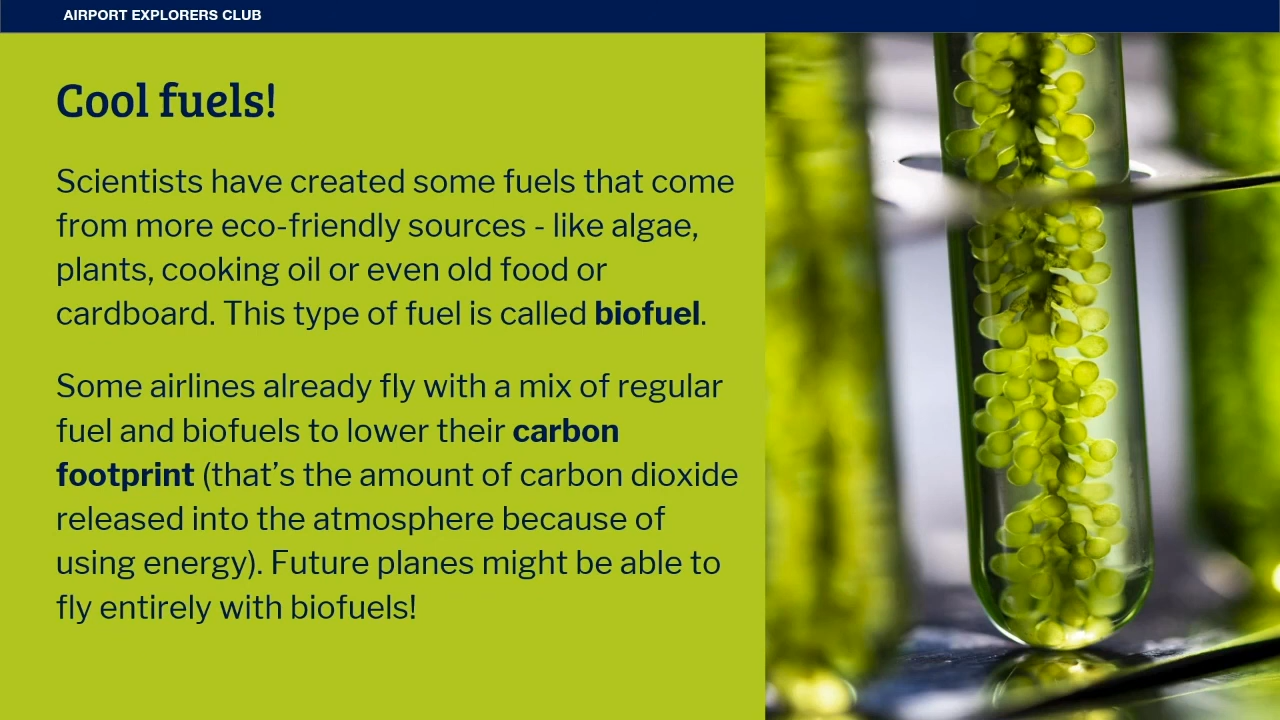 AIRPORT EXPLORERS CLUB
Cool fuels!
Scientists have created some fuels that come
from more eco-friendly sources - like algae,
plants, cooking oil or even old food or
cardboard. This type of fuel is called biofuel.
Some airlines already fly with a mix of regular
fuel and biofuels to lower their carbon
footprint (that’s the amount of carbon dioxide
released into the atmosphere because of
using energy). Future planes might be able to
fly entirely with biofuels!